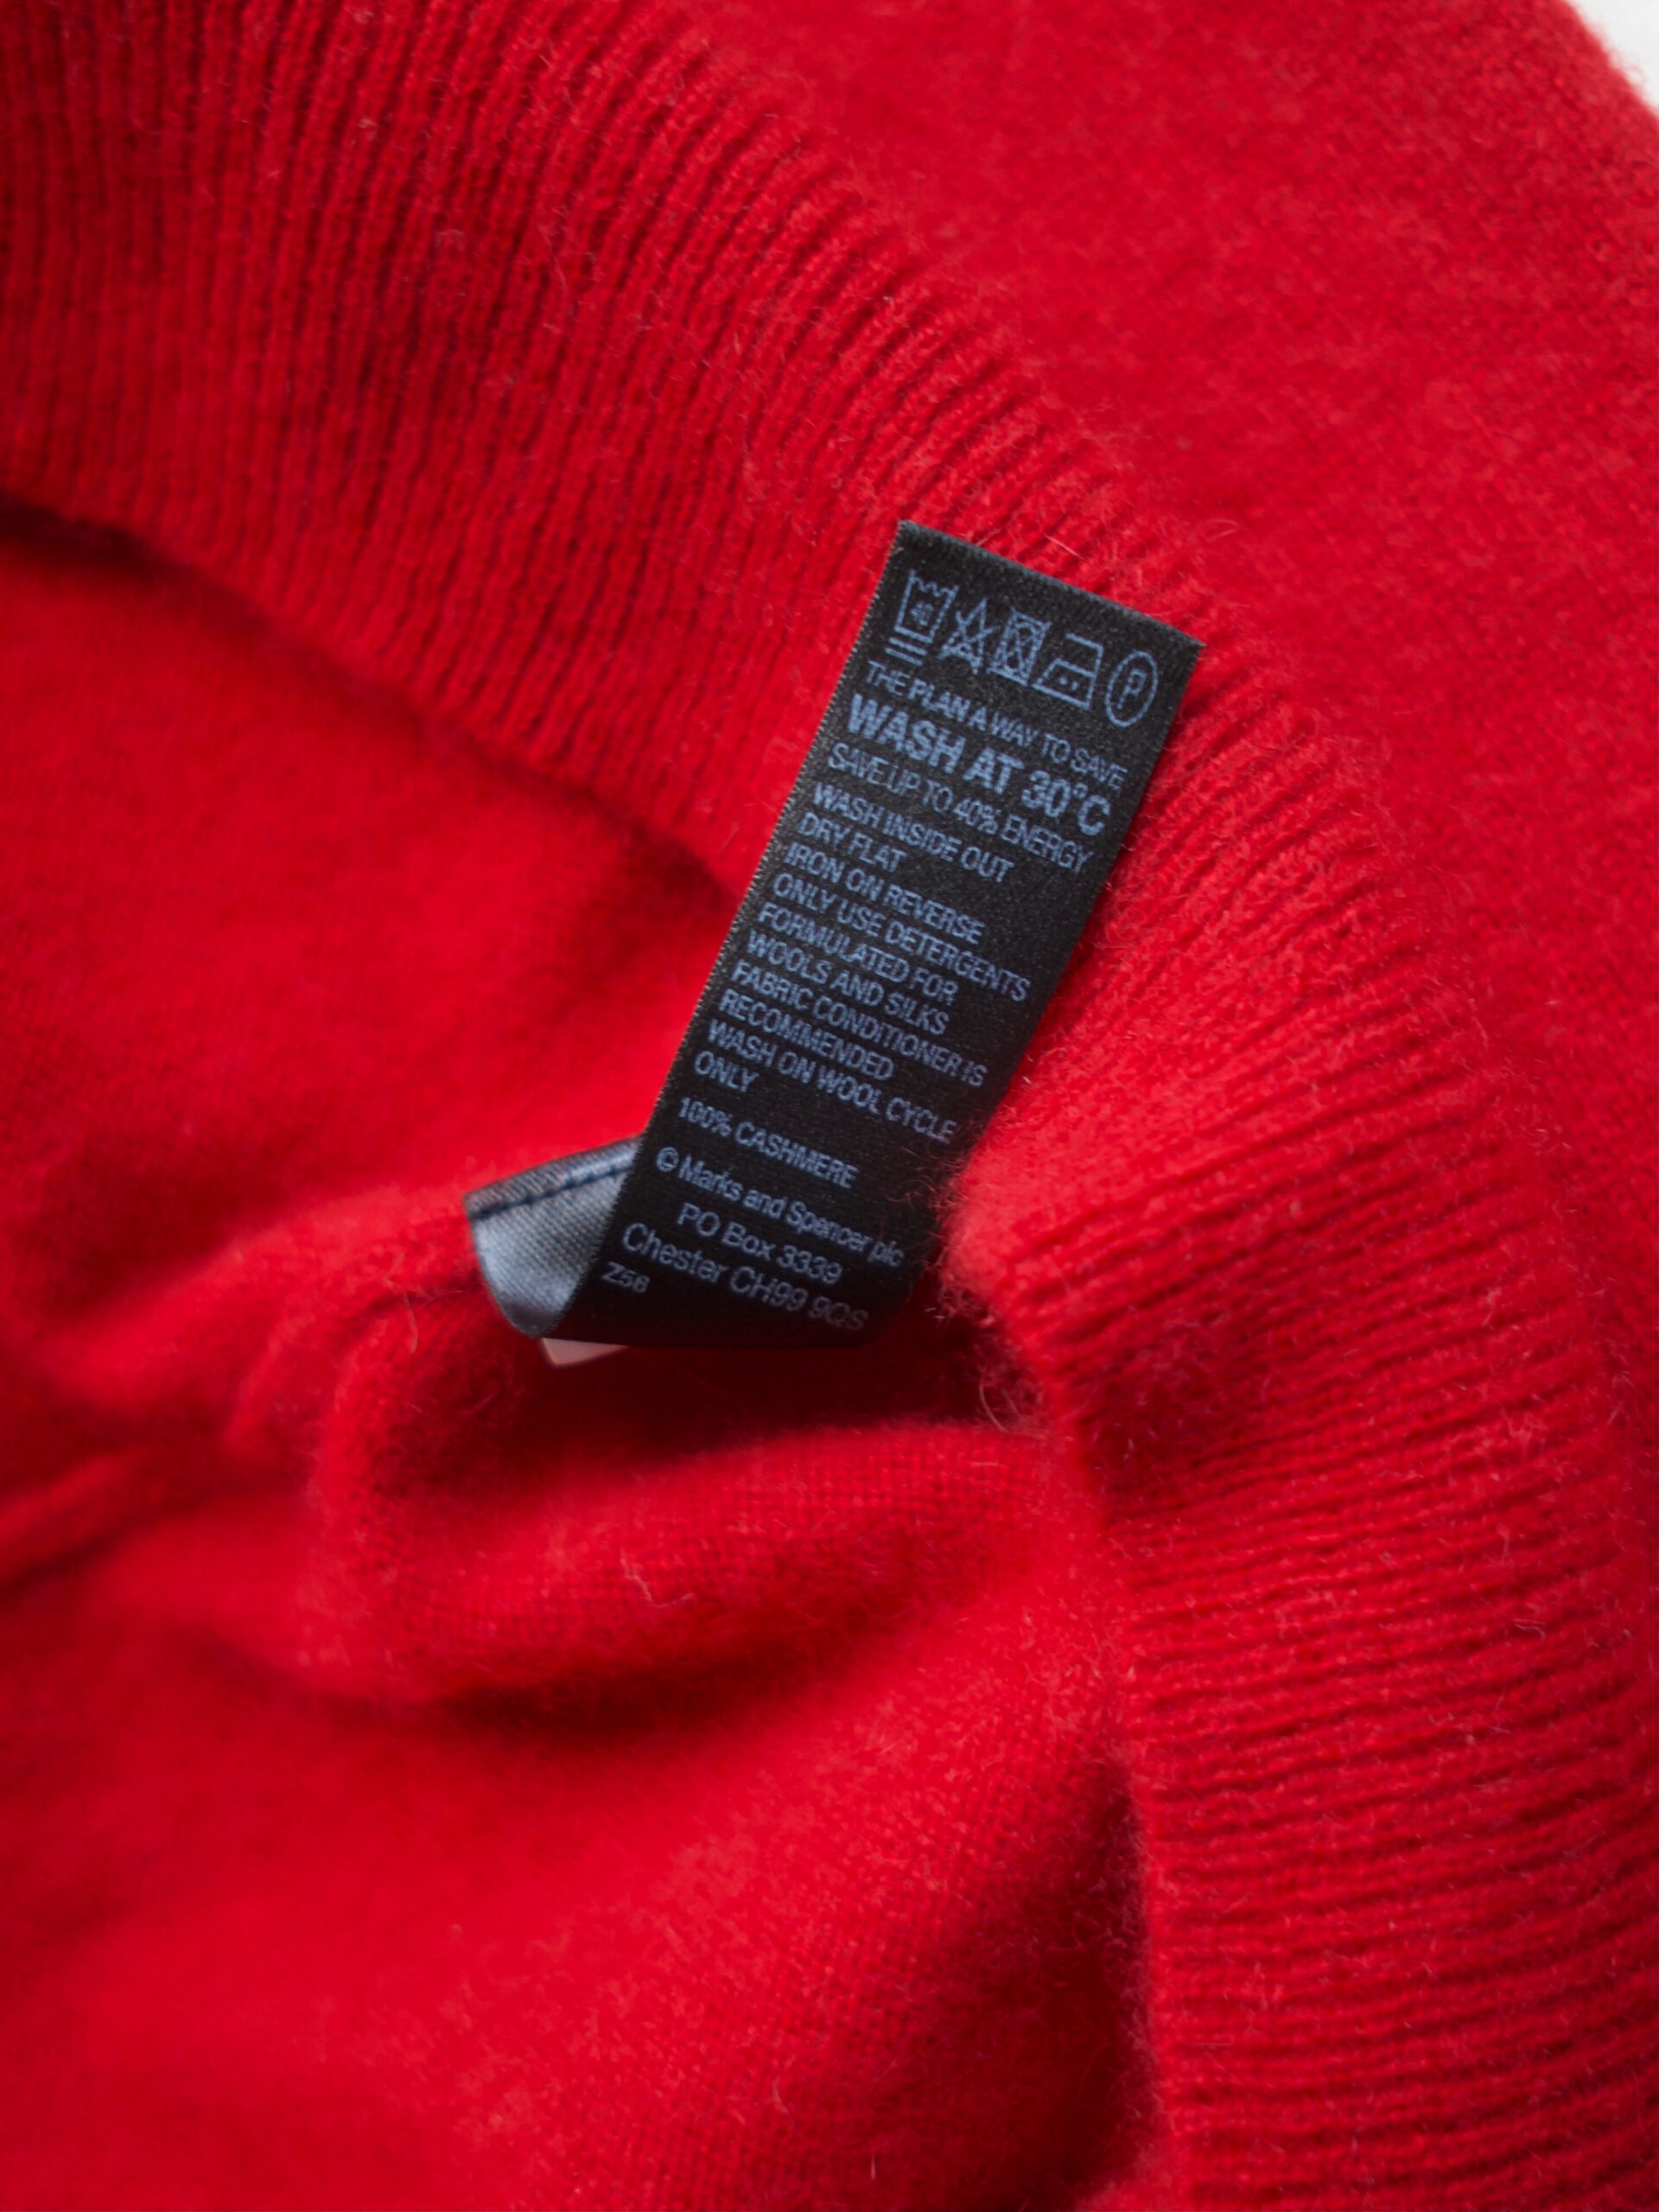 40 P
THE PLAN A WAY TO SAVE
WASH AT 30°C
SAVE UP TO 40% ENERGY
WASH INSIDE OUT
DRY FLAT
IRON ON REVERSE
ONLY USE DETERGENTS
FORMULATED FOR
WOOLS AND SILKS
FABRIC CONDITIONER IS
RECOMMENDED
WASH ON WOOL CYCLE
ONLY
100% CASHMERE
© Marks and Spencer plc
PO Box 3339
Chester CH99 9QS
Z56